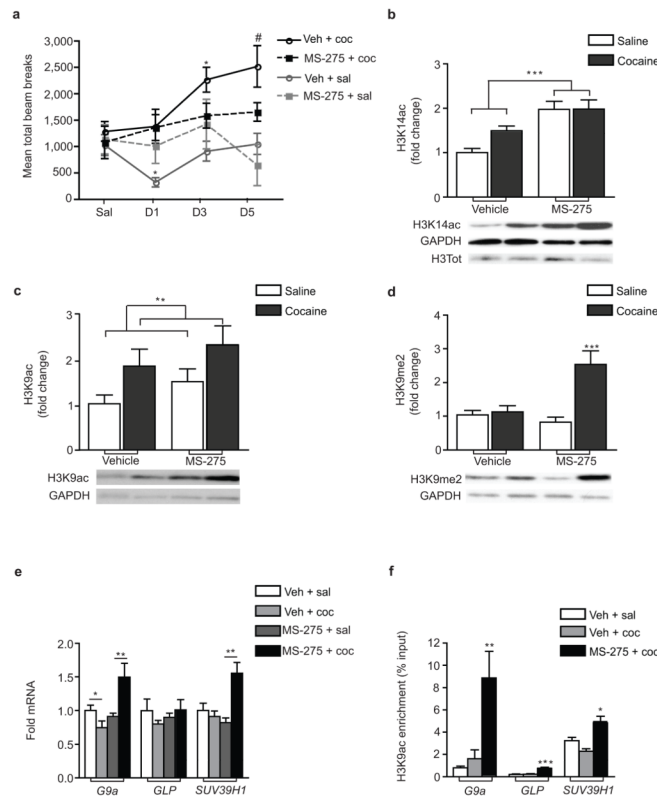 a
Mean total beam breaks
3,000
2,500
2,000
1,500
1,000
500
0
Sal D1 D3 D5
*
*
#
Veh + coc
MS-275 + coc
Veh + sal
MS-275 + sal
b
Saline
Cocaine
H3K14ac
(fold change)
4
3
2
1
0
***
Vehicle MS-275
H3K14ac
GAPDH
H3Tot
c
Saline
Cocaine
H3K9ac
(fold change)
3
2
1
0
**
Vehicle MS-275
H3K9ac
GAPDH
d
Saline
Cocaine
H3K9me2
(fold change)
4
3
2
1
0
***
Vehicle MS-275
H3K9me2
GAPDH
e
Veh + sal
Veh + coc
MS-275 + sal
MS-275 + coc
Fold mRNA
2.0
1.5
1.0
0.5
0.0
* ** **
G9a GLP SUV39H1
f
Veh + sal
Veh + coc
MS-275 + coc
H3K9ac enrichment (% input)
12
10
8
6
4
2
0
** *** *
G9a GLP SUV39H1